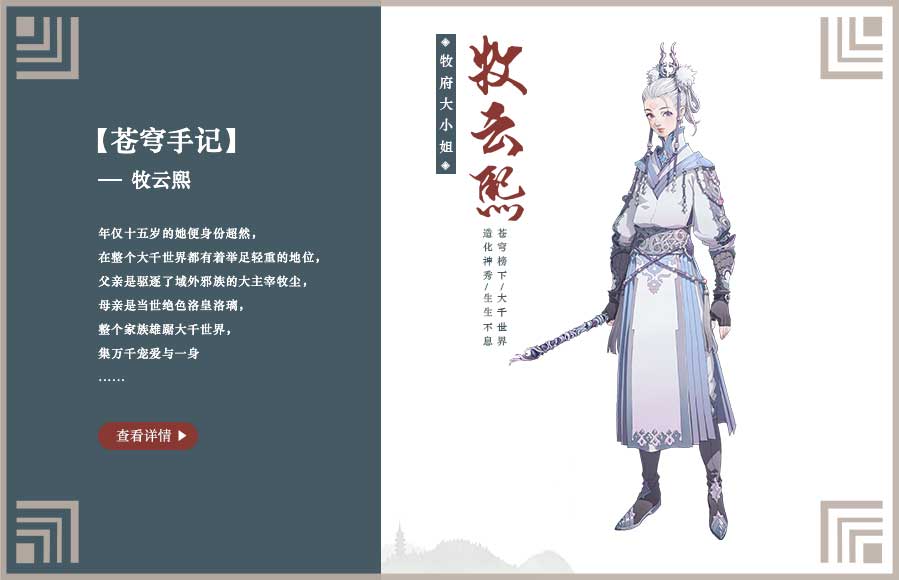 【苍穹手记】
— 牧云熙
年仅十五岁的她便身份超然，
在整个大千世界都有着举足轻重的地位，
父亲是驱逐了域外邪族的大主宰牧尘，
母亲是当世绝色洛皇洛璃，
整个家族雄踞大千世界，
集万千宠爱与一身
……
查看详情
牧府大小姐
牧云熙
苍穹榜下/大千世界
造化神秀/生生不息